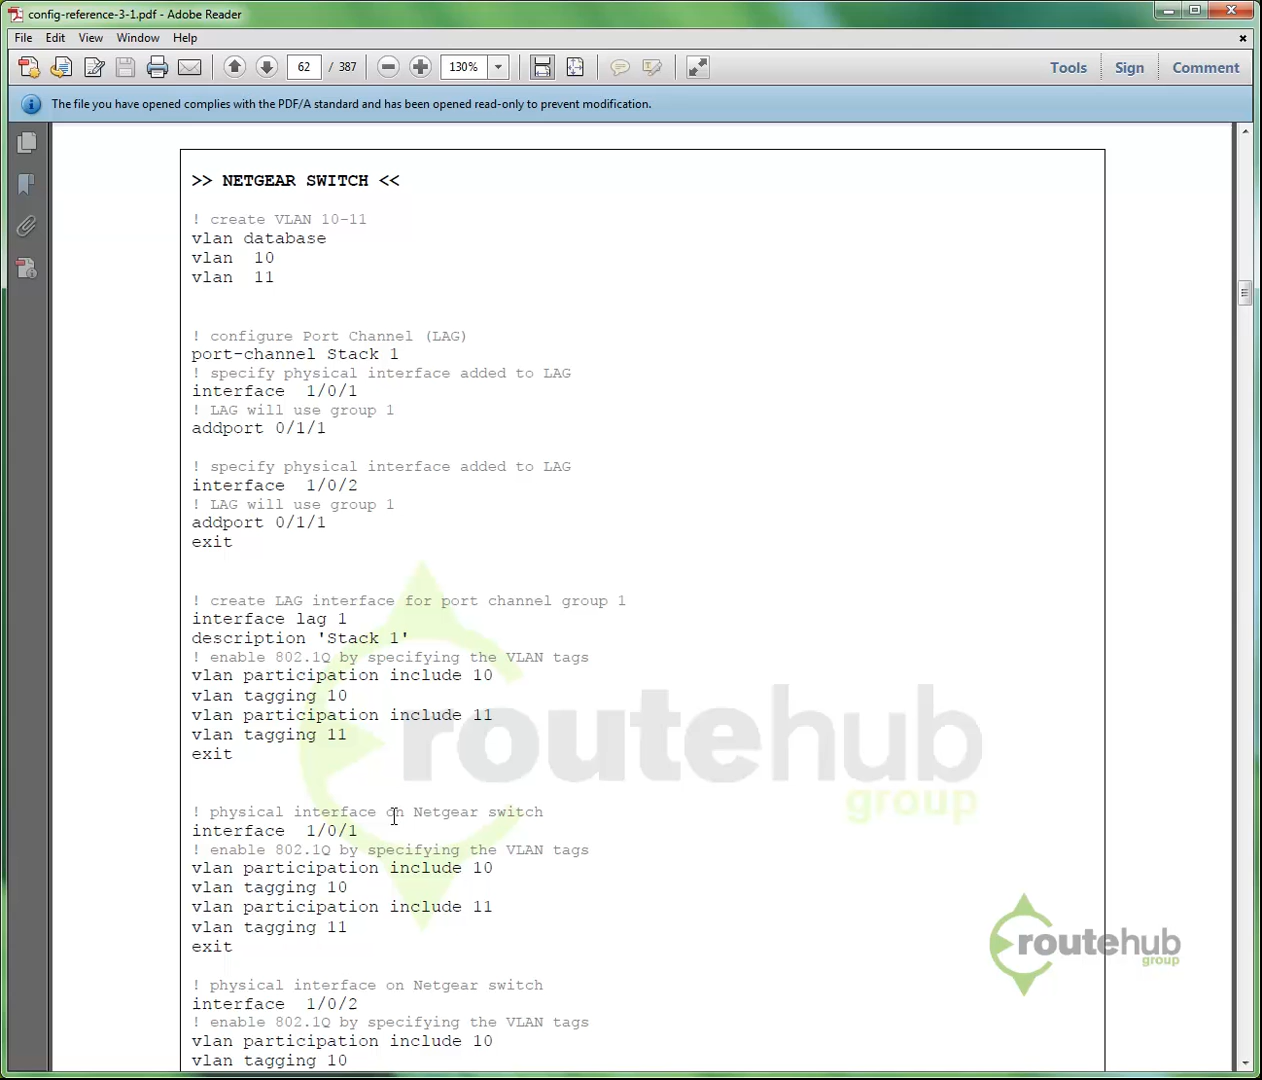 config-reference-3-1.pdf - Adobe Reader
File Edit View Window Help
62 / 387 130% Tools Sign Comment
The file you have opened complies with the PDF/A standard and has been opened read-only to prevent modification.
>> NETGEAR SWITCH <<
! create VLAN 10-11
vlan database
vlan 10
vlan 11
! configure Port Channel (LAG)
port-channel Stack 1
! specify physical interface added to LAG
interface 1/0/1
! LAG will use group 1
addport 0/1/1
! specify physical interface added to LAG
interface 1/0/2
! LAG will use group 1
addport 0/1/1
exit
! create LAG interface for port channel group 1
interface lag 1
description 'Stack 1'
! enable 802.1Q by specifying the VLAN tags
vlan participation include 10
vlan tagging 10
vlan participation include 11
vlan tagging 11
exit
routehub
group
! physical interface on Netgear switch
interface 1/0/1
! enable 802.1Q by specifying the VLAN tags
vlan participation include 10
vlan tagging 10
vlan participation include 11
vlan tagging 11
exit
routehub
group
! physical interface on Netgear switch
interface 1/0/2
! enable 802.1Q by specifying the VLAN tags
vlan participation include 10
vlan tagging 10